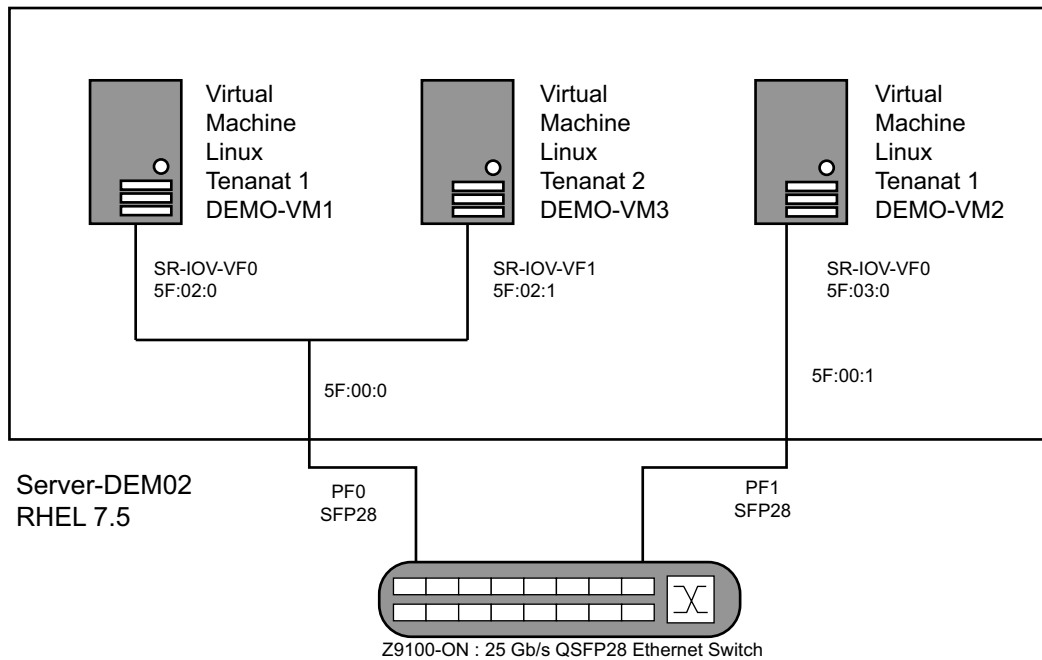 Virtual
Machine
Linux
Tenanat 1
DEMO-VM1
Virtual
Machine
Linux
Tenanat 2
DEMO-VM3
Virtual
Machine
Linux
Tenanat 1
DEMO-VM2
SR-IOV-VF0
5F:02:0
SR-IOV-VF1
5F:02:1
SR-IOV-VF0
5F:03:0
5F:00:0
5F:00:1
Server-DEM02
RHEL 7.5
PF0
SFP28
PF1
SFP28
Z9100-ON : 25 Gb/s QSFP28 Ethernet Switch